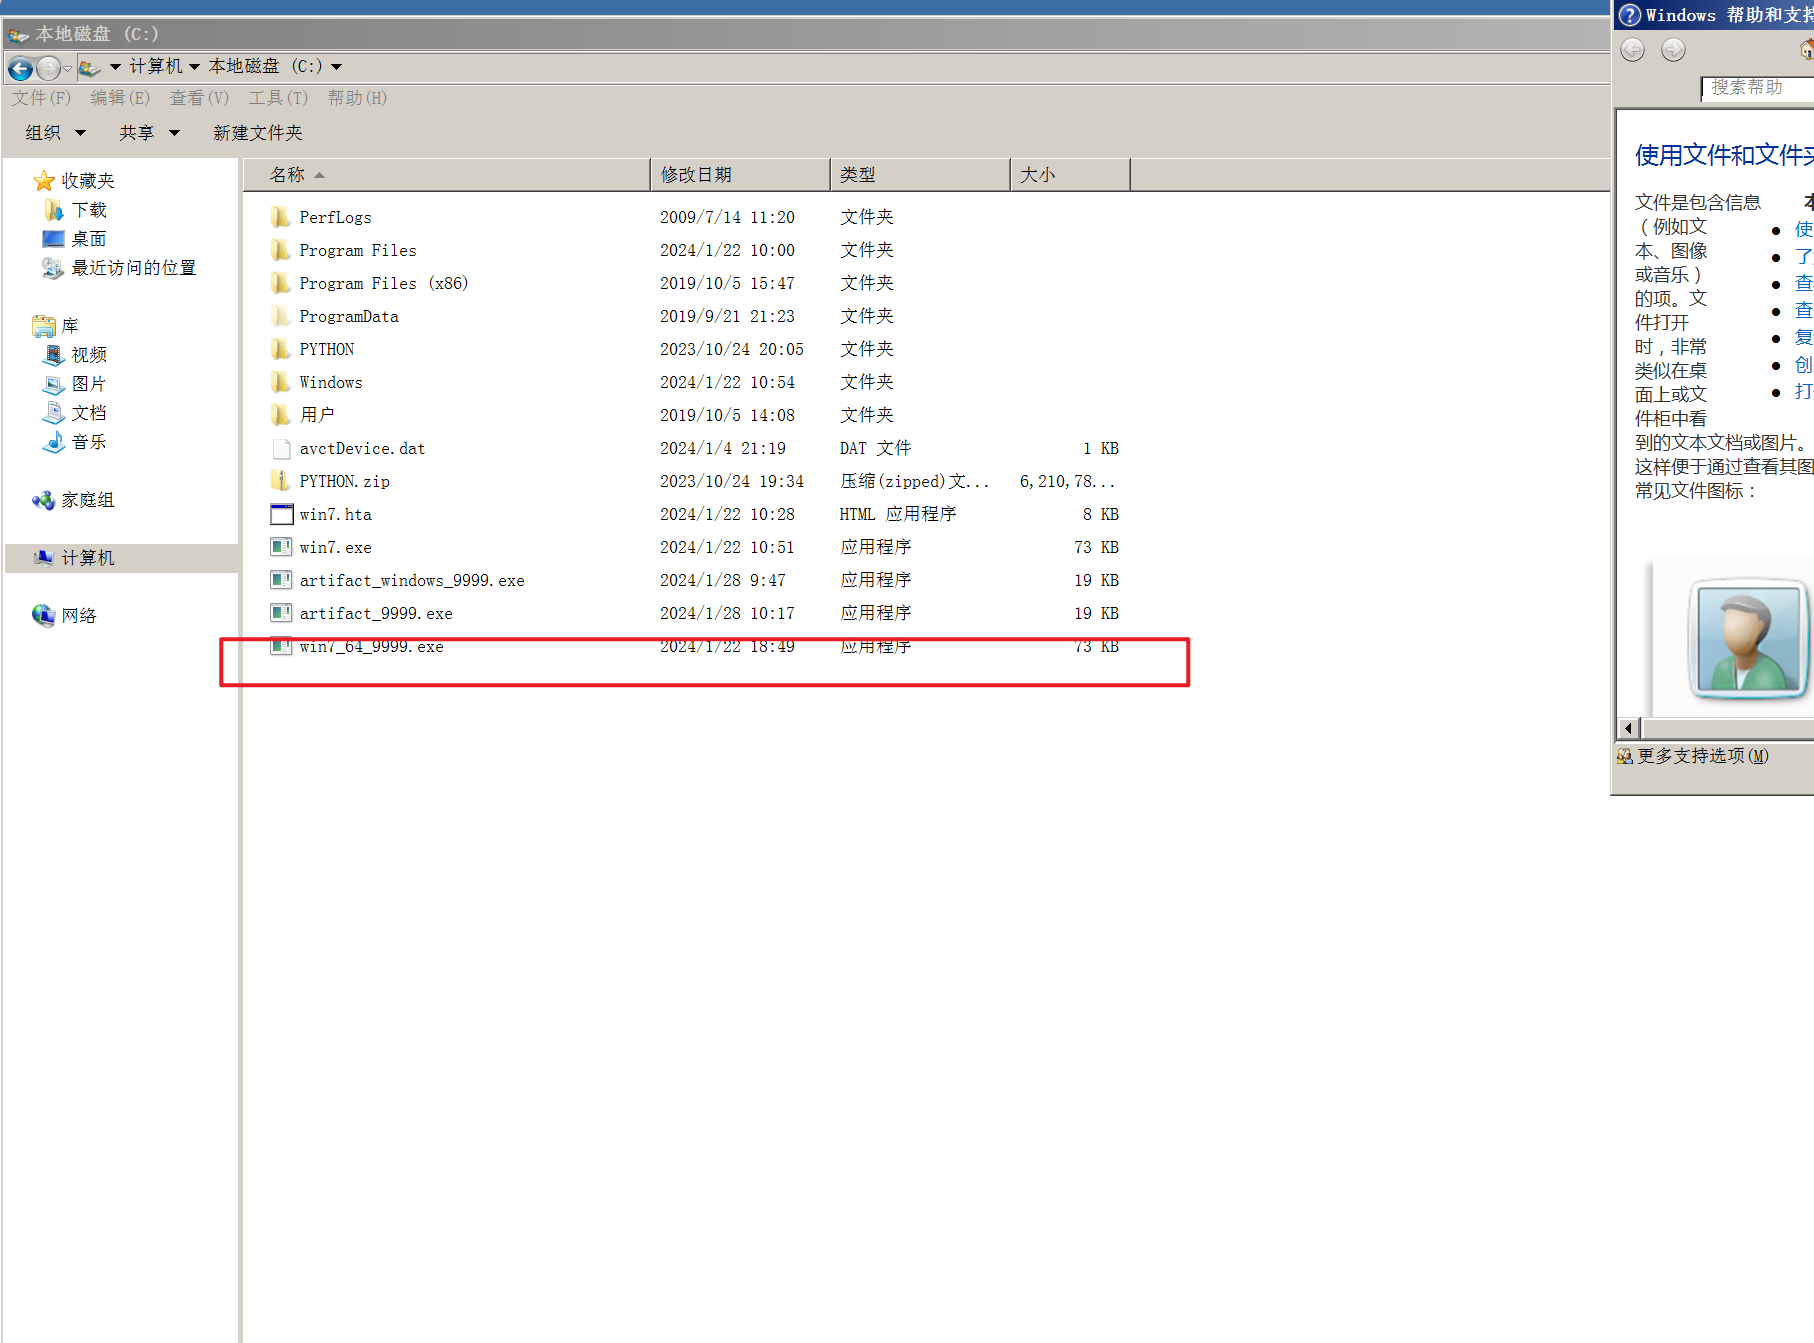 本地磁盘 (C:)
计算机 本地磁盘 (C:)
文件(F) 编辑(E) 查看(V) 工具(T) 帮助(H)
组织 共享 新建文件夹
收藏夹
下载
桌面
最近访问的位置
库
视频
图片
文档
音乐
家庭组
计算机
网络
名称 修改日期 类型 大小
PerfLogs 2009/7/14 11:20 文件夹
Program Files 2024/1/22 10:00 文件夹
Program Files (x86) 2019/10/5 15:47 文件夹
ProgramData 2019/9/21 21:23 文件夹
PYTHON 2023/10/24 20:05 文件夹
Windows 2024/1/22 10:54 文件夹
用户 2019/10/5 14:08 文件夹
avctDevice.dat 2024/1/4 21:19 DAT 文件 1 KB
PYTHON.zip 2023/10/24 19:34 压缩(zipped)文... 6,210,78...
win7.hta 2024/1/22 10:28 HTML 应用程序 8 KB
win7.exe 2024/1/22 10:51 应用程序 73 KB
artifact_windows_9999.exe 2024/1/28 9:47 应用程序 19 KB
artifact_9999.exe 2024/1/28 10:17 应用程序 19 KB
win7_64_9999.exe 2024/1/22 18:49 应用程序 73 KB
Windows 帮助和支持
搜索帮助
使用文件和文件夹
文件是包含信息
（例如文
本、图像
或音乐）
的项。文
件打开
时，非常
类似在桌
面上或文
件柜中看
到的文本文档或图片。
这样便于通过查看其图
常见文件图标：
本
使
了
查
查
复
创
打
更多支持选项(M)